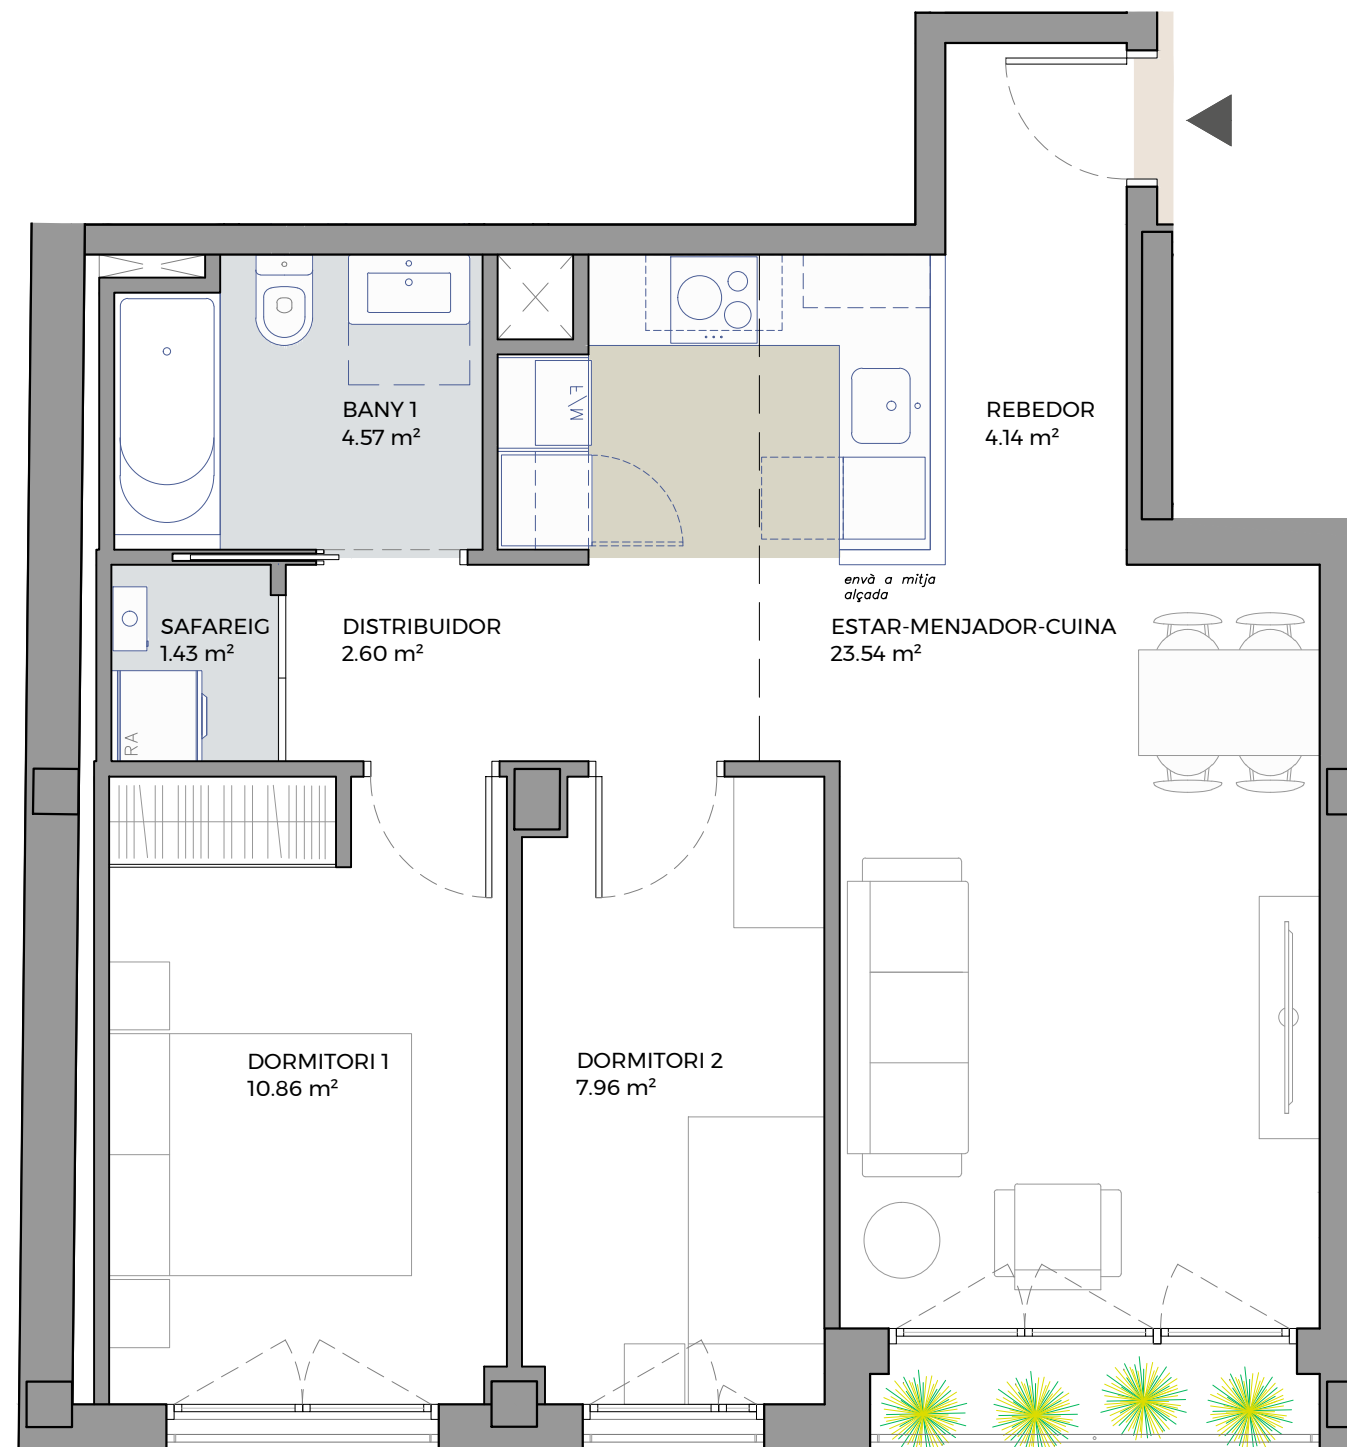 BANY 1
4.57 m²
F\M
REBEDOR
4.14 m²
envà a mitja
alçada
SAFAREIG
1.43 m²
DISTRIBUIDOR
2.60 m²
ESTAR-MENJADOR-CUINA
23.54 m²
RA
DORMITORI 1
10.86 m²
DORMITORI 2
7.96 m²